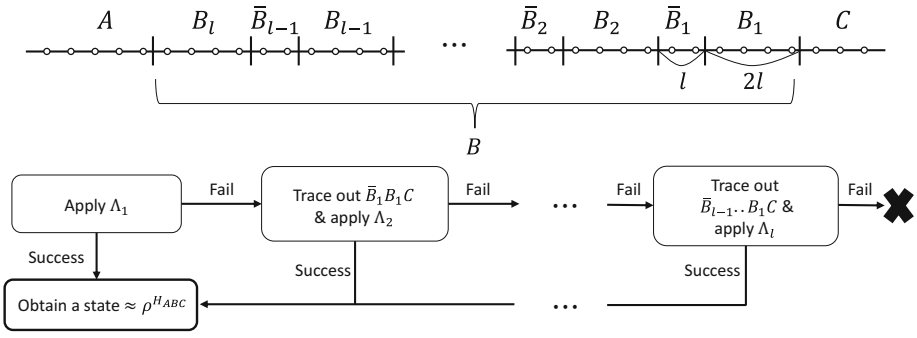 A B_l B̄_{l−1} B_{l−1} ⋯ B̄_2 B_2 B̄_1 B_1 C
l 2l
B
Apply Λ_1
Fail
Trace out B̄_1B_1C
& apply Λ_2
Fail
⋯
Fail
Trace out
B̄_{l−1}..B_1C &
apply Λ_l
Fail
Success
Success
Success
Obtain a state ≈ ρ^{H_{ABC}}
⋯